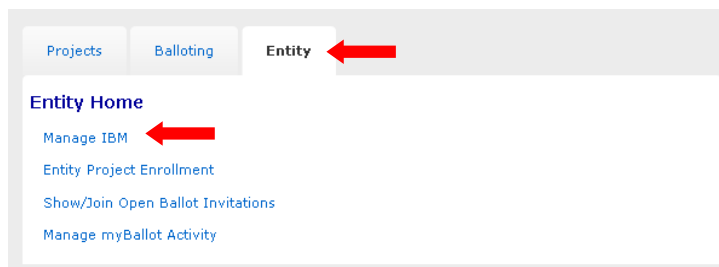 Projects Balloting Entity
Entity Home
Manage IBM
Entity Project Enrollment
Show/Join Open Ballot Invitations
Manage myBallot Activity